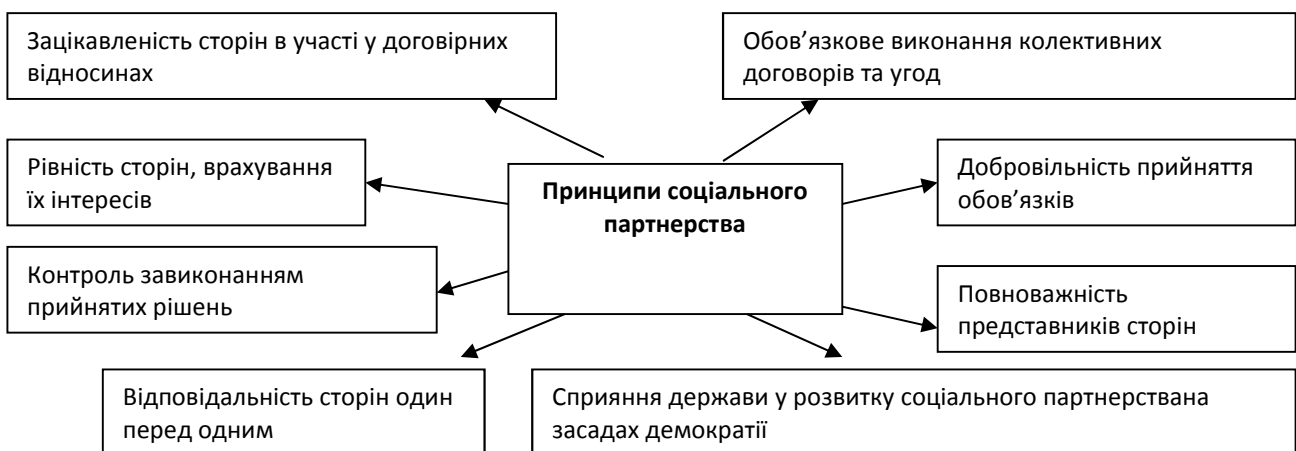 Зацікавленість сторін в участі у договірних
відносинах
Обов’язкове виконання колективних
договорів та угод
Рівність сторін, врахування
їх інтересів
Принципи соціального
партнерства
Добровільність прийняття
обов’язків
Контроль завиконанням
прийнятих рішень
Повноважність
представників сторін
Відповідальність сторін один
перед одним
Сприяння держави у розвитку соціального партнерствана
засадах демократії